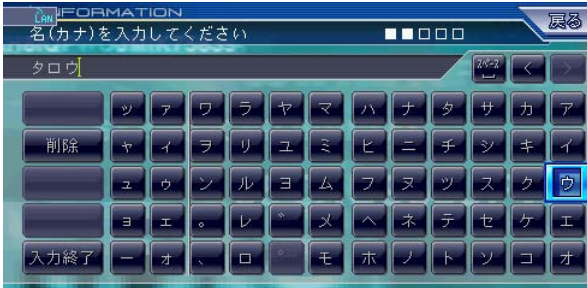 LAN INFORMATION
戻る
名(カナ)を入力してください
タロウ スペース < >
ッ ァ ワ ラ ヤ マ ハ ナ タ サ カ ア
削除 ャ ィ ヲ リ ユ ミ ヒ ニ チ シ キ イ
ュ ゥ ン ル ヨ ム フ ヌ ツ ス ク ウ
ョ ェ 。 レ ゛ メ ヘ ネ テ セ ケ エ
入力終了 ー ォ 、 ロ ゜ モ ホ ノ ト ソ コ オ